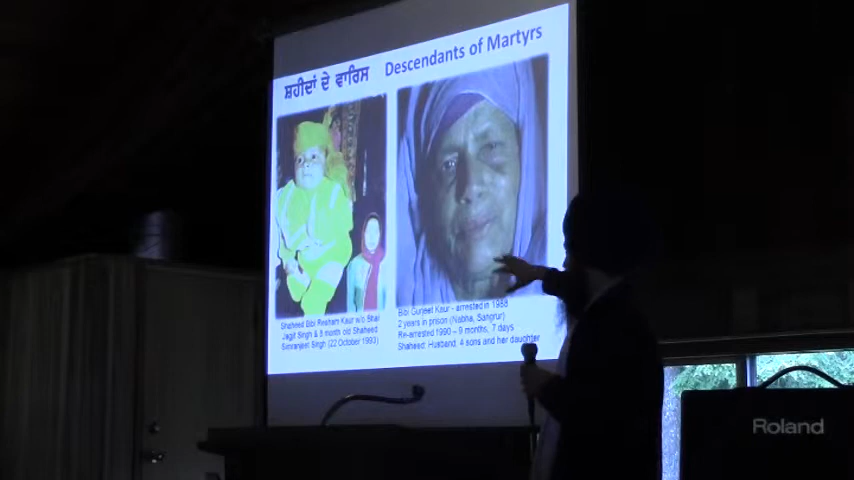 ਸ਼ਹੀਦਾਂ ਦੇ ਵਾਰਿਸ Descendants of Martyrs
Shaheed Bibi Resham Kaur w/o Bhai
Jagjit Singh & 9 month old Shaheed
Simranjeet Singh (22 October 1993)
Bibi Gurjeet Kaur - arrested in 1988
2 years in prison (Nabha, Sangrur)
Re-arrested 1990 – 9 months, 7 days
Shaheed: Husband, 4 sons and her daughter
Roland